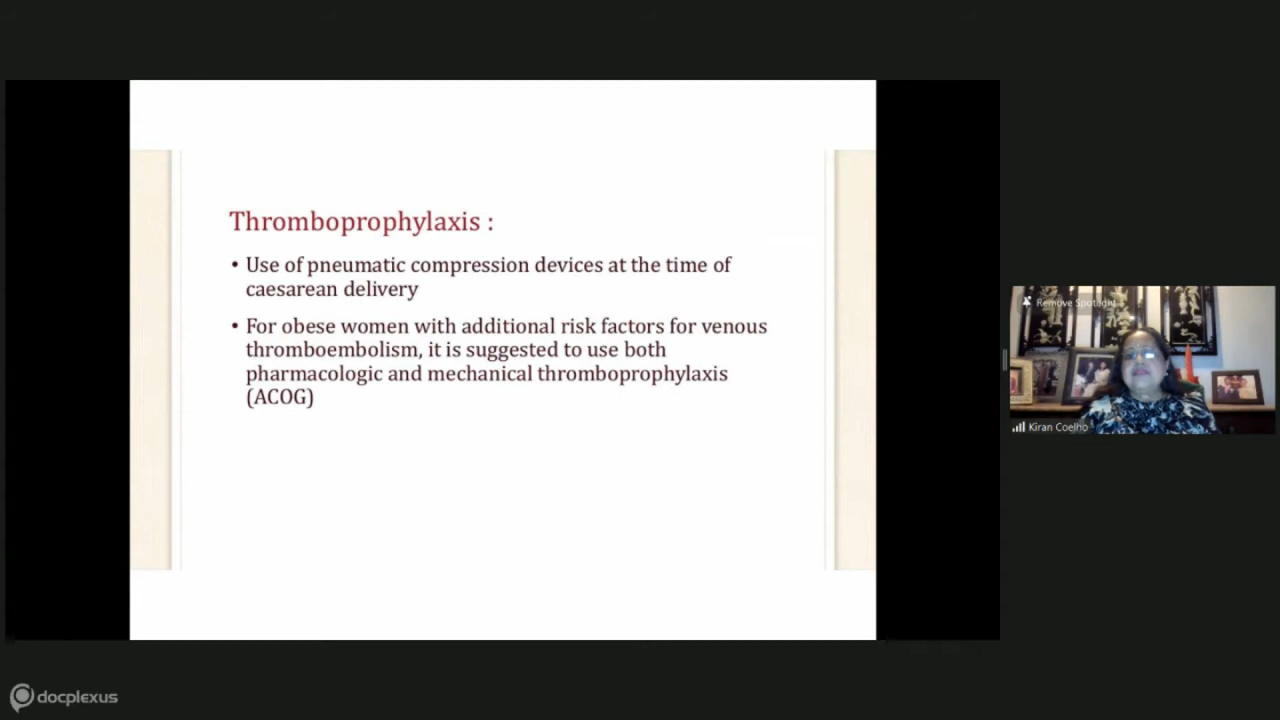 Thromboprophylaxis :
• Use of pneumatic compression devices at the time of
caesarean delivery
• For obese women with additional risk factors for venous
thromboembolism, it is suggested to use both
pharmacologic and mechanical thromboprophylaxis
(ACOG)
Remove Spotlight
Kiran Coelho
docplexus